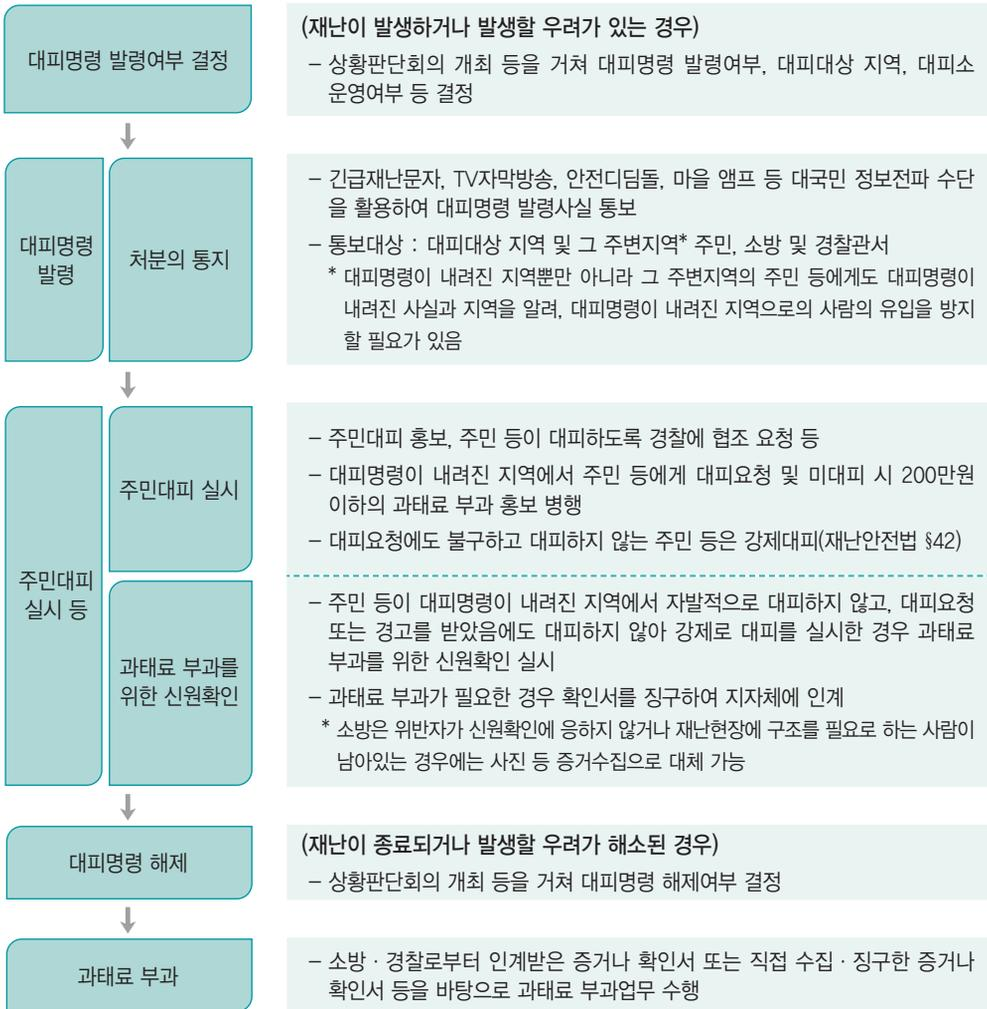 대피명령 발령여부 결정
(재난이 발생하거나 발생할 우려가 있는 경우)
– 상황판단회의 개최 등을 거쳐 대피명령 발령여부, 대피대상 지역, 대피소
운영여부 등 결정
대피명령
발령
처분의 통지
– 긴급재난문자, TV자막방송, 안전디딤돌, 마을 앰프 등 대국민 정보전파 수단
을 활용하여 대피명령 발령사실 통보
– 통보대상 : 대피대상 지역 및 그 주변지역* 주민, 소방 및 경찰관서
* 대피명령이 내려진 지역뿐만 아니라 그 주변지역의 주민 등에게도 대피명령이
내려진 사실과 지역을 알려, 대피명령이 내려진 지역으로의 사람의 유입을 방지
할 필요가 있음
주민대피
실시 등
주민대피 실시
– 주민대피 홍보, 주민 등이 대피하도록 경찰에 협조 요청 등
– 대피명령이 내려진 지역에서 주민 등에게 대피요청 및 미대피 시 200만원
이하의 과태료 부과 홍보 병행
– 대피요청에도 불구하고 대피하지 않는 주민 등은 강제대피(재난안전법 §42)
과태료 부과를
위한 신원확인
– 주민 등이 대피명령이 내려진 지역에서 자발적으로 대피하지 않고, 대피요청
또는 경고를 받았음에도 대피하지 않아 강제로 대피를 실시한 경우 과태료
부과를 위한 신원확인 실시
– 과태료 부과가 필요한 경우 확인서를 징구하여 지자체에 인계
* 소방은 위반자가 신원확인에 응하지 않거나 재난현장에 구조를 필요로 하는 사람이
남아있는 경우에는 사진 등 증거수집으로 대체 가능
대피명령 해제
(재난이 종료되거나 발생할 우려가 해소된 경우)
– 상황판단회의 개최 등을 거쳐 대피명령 해제여부 결정
과태료 부과
– 소방 · 경찰로부터 인계받은 증거나 확인서 또는 직접 수집 · 징구한 증거나
확인서 등을 바탕으로 과태료 부과업무 수행